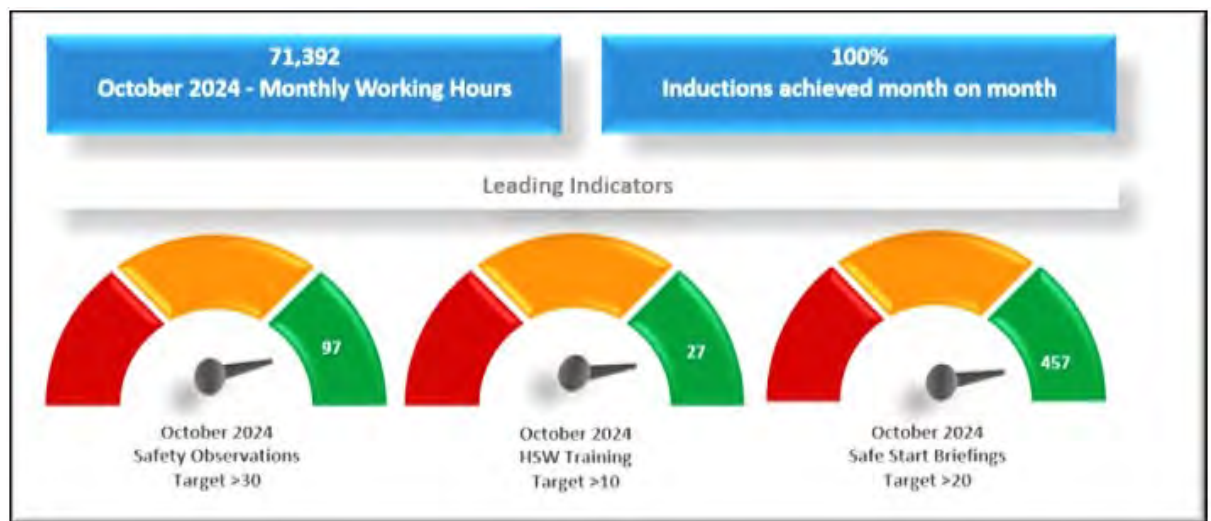 71,392
October 2024 - Monthly Working Hours
100%
Inductions achieved month on month
Leading Indicators
97
October 2024
Safety Observations
Target >30
27
October 2024
HSW Training
Target >10
457
October 2024
Safe Start Briefings
Target >20